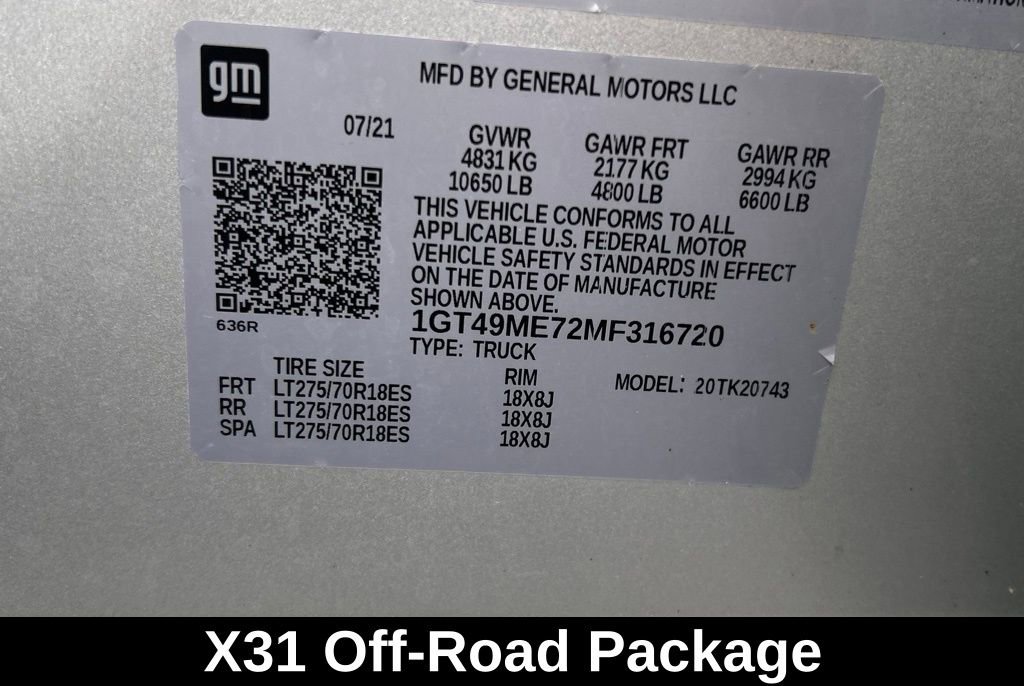 gm
MFD BY GENERAL MOTORS LLC
07/21
GVWR GAWR FRT GAWR RR
4831 KG 2177 KG 2994 KG
10650 LB 4800 LB 6600 LB
THIS VEHICLE CONFORMS TO ALL
APPLICABLE U.S. FEDERAL MOTOR
VEHICLE SAFETY STANDARDS IN EFFECT
ON THE DATE OF MANUFACTURE
SHOWN ABOVE.
636R
1GT49ME72MF316720
TYPE: TRUCK
TIRE SIZE RIM MODEL: 20TK20743
FRT LT275/70R18ES 18X8J
RR LT275/70R18ES 18X8J
SPA LT275/70R18ES 18X8J
X31 Off-Road Package